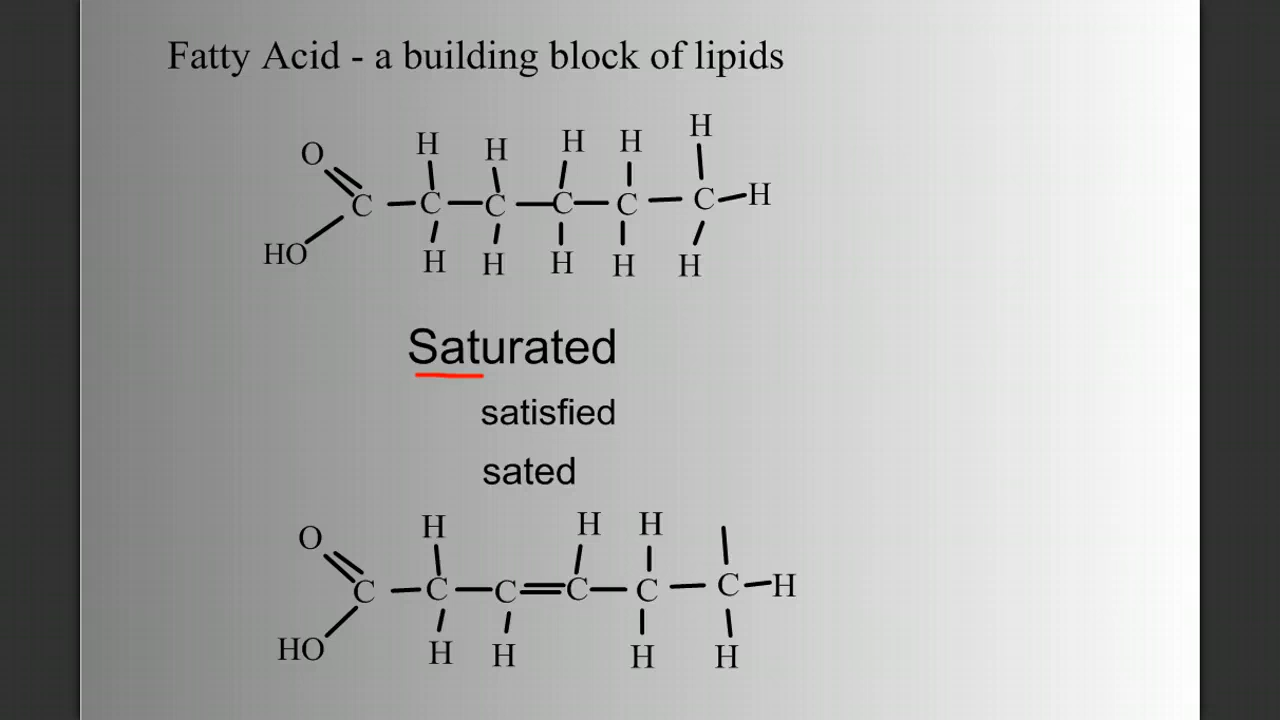 Fatty Acid - a building block of lipids
H
H H H H
O
C C C C C C H
HO H H H H H
Saturated
satisfied
sated
H H H
O
C C C C C C H
HO H H H H